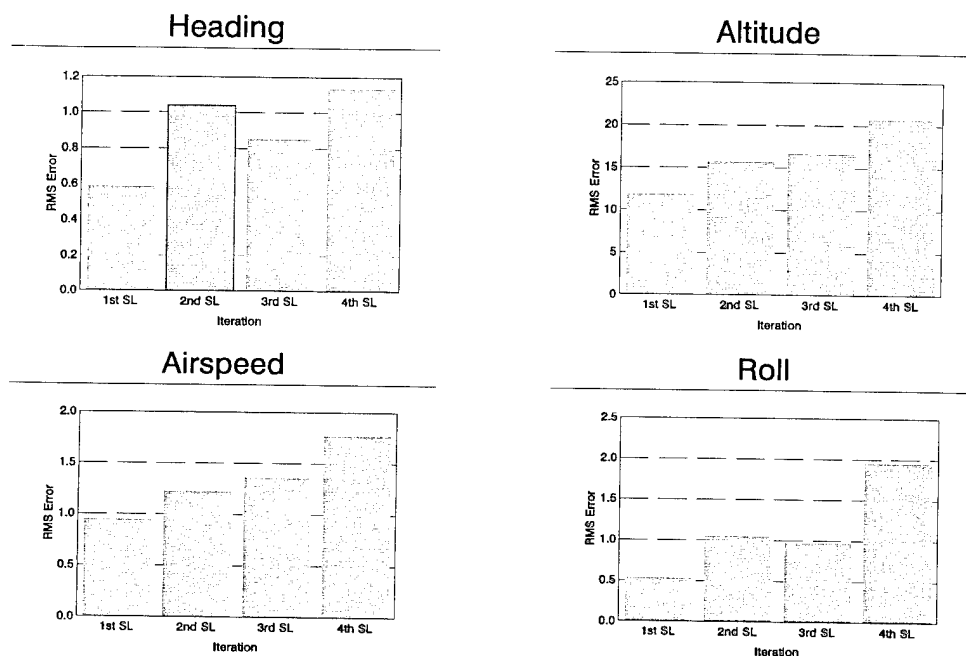 Heading
1.2
1.0
0.8
0.6
0.4
0.2
0.0
RMS Error
1st SL
2nd SL
3rd SL
4th SL
Iteration
Altitude
25
20
15
10
5
0
RMS Error
1st SL
2nd SL
3rd SL
4th SL
Iteration
Airspeed
2.0
1.5
1.0
0.5
0.0
RMS Error
1st SL
2nd SL
3rd SL
4th SL
Iteration
Roll
2.5
2.0
1.5
1.0
0.5
0.0
RMS Error
1st SL
2nd SL
3rd SL
4th SL
Iteration